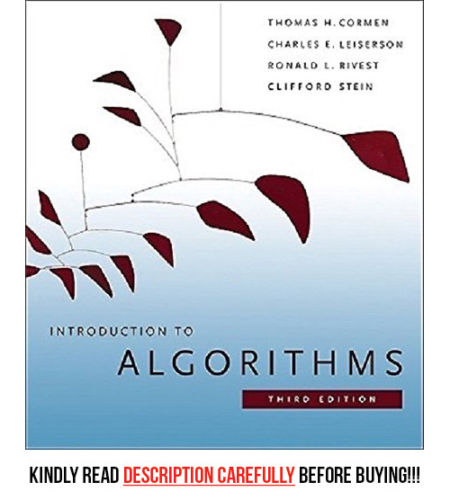 THOMAS H. CORMEN
CHARLES E. LEISERSON
RONALD L. RIVEST
CLIFFORD STEIN
INTRODUCTION TO
ALGORITHMS
THIRD EDITION
KINDLY READ DESCRIPTION CAREFULLY BEFORE BUYING!!!